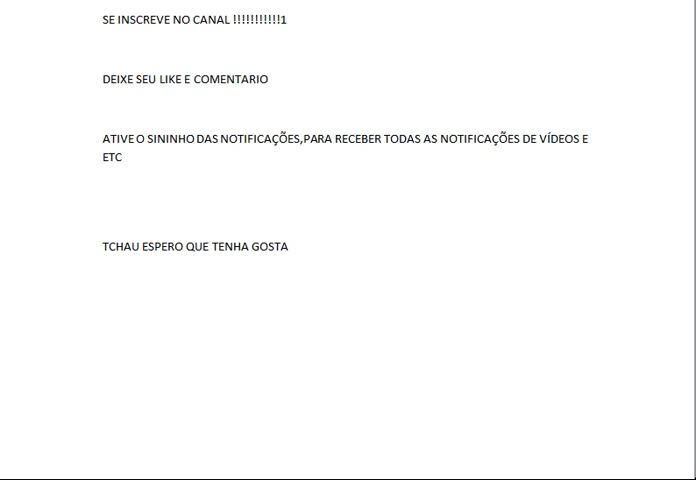 SE INSCREVE NO CANAL !!!!!!!!!!!1
DEIXE SEU LIKE E COMENTARIO
ATIVE O SININHO DAS NOTIFICAÇÕES,PARA RECEBER TODAS AS NOTIFICAÇÕES DE VÍDEOS E
ETC
TCHAU ESPERO QUE TENHA GOSTA